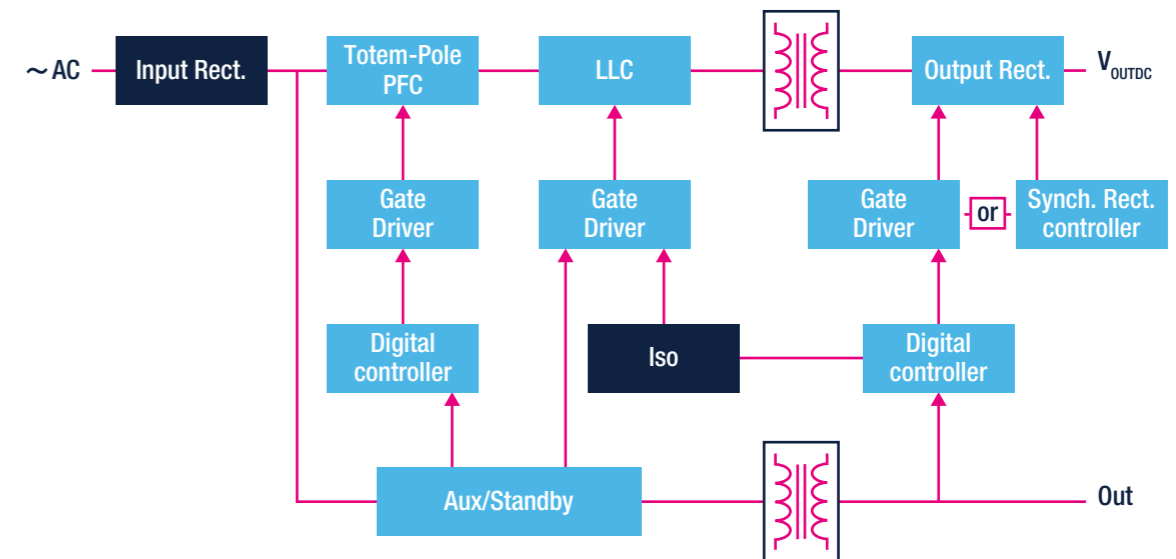 ~ AC
Input Rect.
Totem-Pole
PFC
LLC
Output Rect.
VOUTDC
Gate
Driver
Gate
Driver
Gate
Driver
or
Synch. Rect.
controller
Digital
controller
Iso
Digital
controller
Aux/Standby
Out